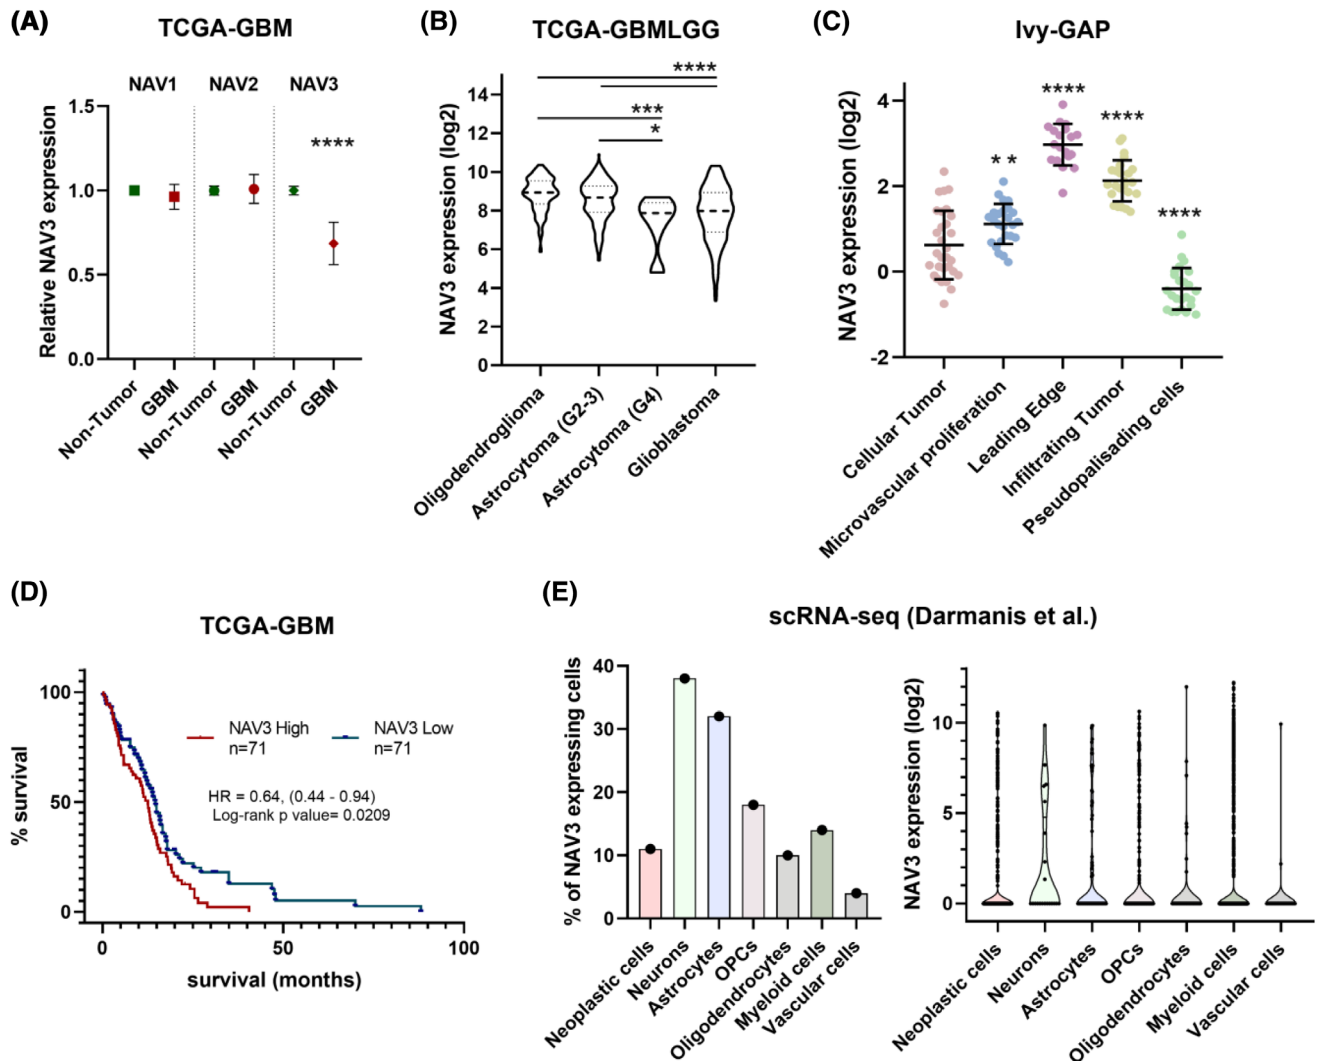 (A)
TCGA-GBM
NAV1 NAV2 NAV3
Relative NAV3 expression
1.5
1.0
0.5
0.0
****
Non-Tumor
GBM
Non-Tumor
GBM
Non-Tumor
GBM
(B)
TCGA-GBMLGG
NAV3 expression (log2)
14
12
10
8
6
4
2
0
****
***
*
Oligodendroglioma
Astrocytoma (G2-3)
Astrocytoma (G4)
Glioblastoma
(C)
Ivy-GAP
NAV3 expression (log2)
4
2
0
-2
**
****
****
****
Cellular Tumor
Microvascular proliferation
Leading Edge
Infiltrating Tumor
Pseudopalisading cells
(D)
TCGA-GBM
% survival
100
50
0
NAV3 High
n=71
NAV3 Low
n=71
HR = 0.64, (0.44 - 0.94)
Log-rank p value= 0.0209
0 50 100
survival (months)
(E)
scRNA-seq (Darmanis et al.)
% of NAV3 expressing cells
40
30
20
10
0
Neoplastic cells
Neurons
Astrocytes
OPCs
Oligodendrocytes
Myeloid cells
Vascular cells
NAV3 expression (log2)
10
5
0
Neoplastic cells
Neurons
Astrocytes
OPCs
Oligodendrocytes
Myeloid cells
Vascular cells